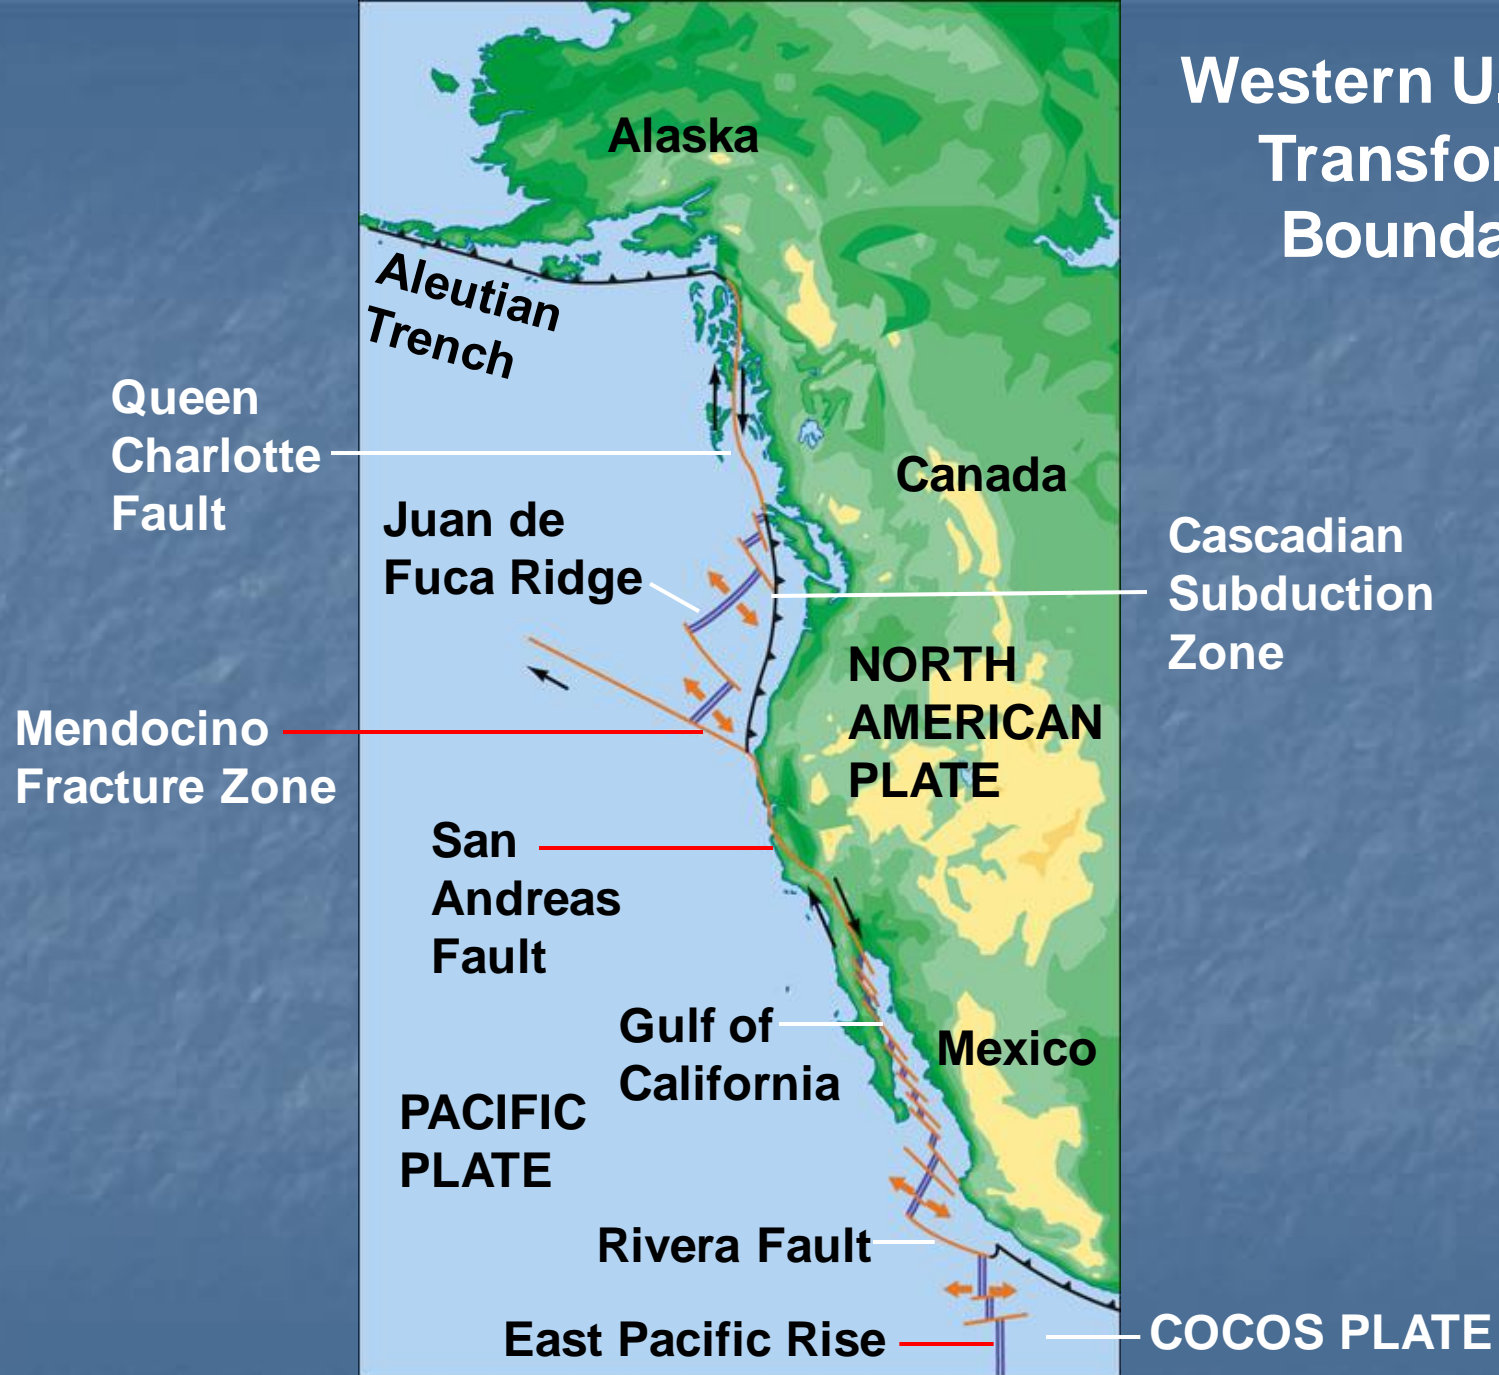 Western U.
Transfor
Bounda
Alaska
Aleutian
Trench
Queen
Charlotte
Fault
Juan de
Fuca Ridge
Canada
Cascadian
Subduction
Zone
NORTH
AMERICAN
PLATE
Mendocino
Fracture Zone
San
Andreas
Fault
Gulf of
California
Mexico
PACIFIC
PLATE
Rivera Fault
East Pacific Rise
COCOS PLATE